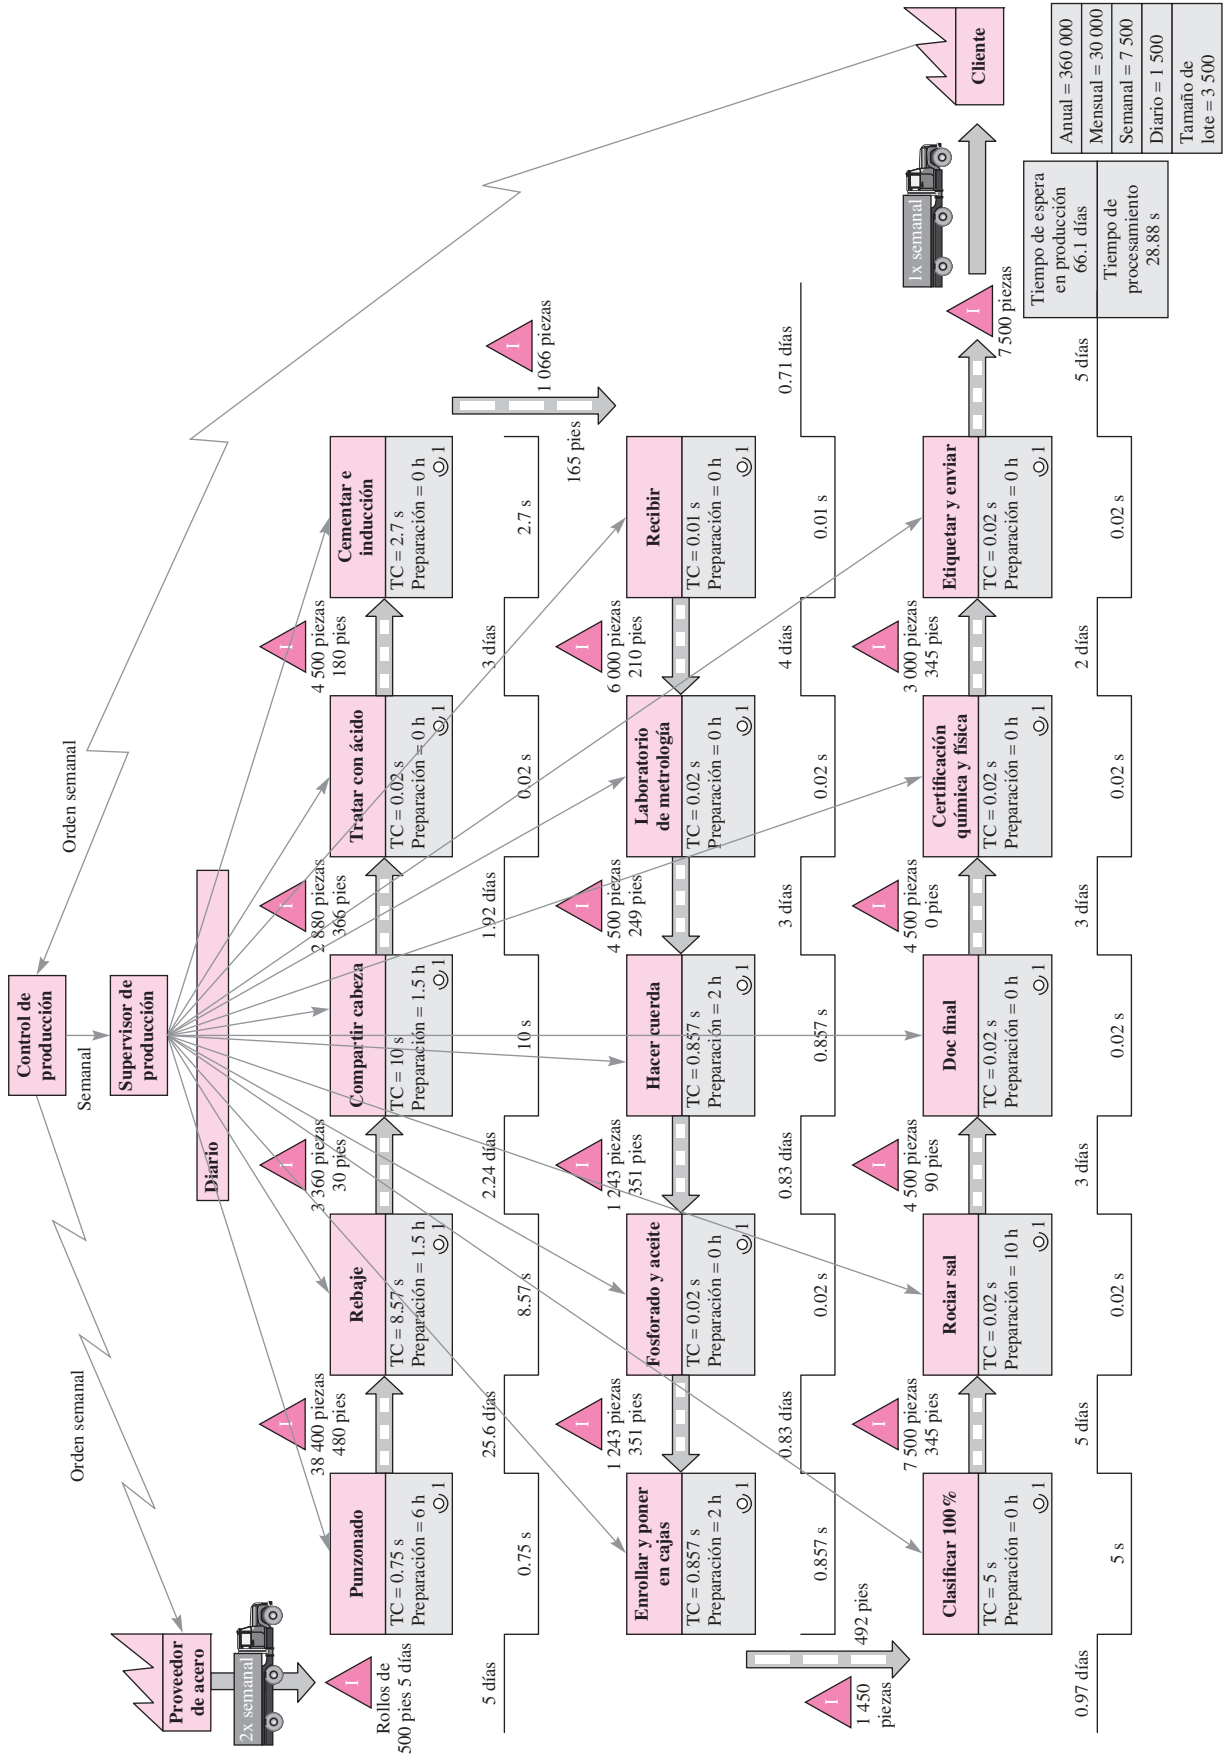 Control de
producción
Orden semanal
Orden semanal
Semanal
Supervisor de
producción
Diario
Proveedor
de acero
2x semanal
Rollos de
500 pies 5 días
I
Cliente
1x semanal
Punzonado
TC = 0.75 s
Preparación = 6 h
1
I
38 400 piezas
480 pies
Rebaje
TC = 8.57 s
Preparación = 1.5 h
1
I
3 360 piezas
30 pies
Compartir cabeza
TC = 10 s
Preparación = 1.5 h
1
I
2 880 piezas
366 pies
Tratar con ácido
TC = 0.02 s
Preparación = 0 h
1
I
4 500 piezas
180 pies
Cementar e
inducción
TC = 2.7 s
Preparación = 0 h
1
5 días
0.75 s
25.6 días
8.57 s
2.24 días
10 s
1.92 días
0.02 s
3 días
2.7 s
I
1 066 piezas
165 pies
Enrollar y poner
en cajas
TC = 0.857 s
Preparación = 2 h
1
I
1 243 piezas
351 pies
Fosforado y aceite
TC = 0.02 s
Preparación = 0 h
1
I
1 243 piezas
351 pies
Hacer cuerda
TC = 0.857 s
Preparación = 2 h
1
I
4 500 piezas
249 pies
Laboratorio
de metrología
TC = 0.02 s
Preparación = 0 h
1
I
6 000 piezas
210 pies
Recibir
TC = 0.01 s
Preparación = 0 h
1
0.857 s
0.83 días
0.02 s
0.83 días
0.857 s
3 días
0.02 s
4 días
0.01 s
0.71 días
I
1 450
piezas
492 pies
Clasificar 100%
TC = 5 s
Preparación = 0 h
1
I
7 500 piezas
345 pies
Rociar sal
TC = 0.02 s
Preparación = 10 h
1
I
4 500 piezas
90 pies
Doc final
TC = 0.02 s
Preparación = 0 h
1
I
4 500 piezas
0 pies
Certificación
química y física
TC = 0.02 s
Preparación = 0 h
1
I
3 000 piezas
345 pies
Etiquetar y enviar
TC = 0.02 s
Preparación = 0 h
1
I
7 500 piezas
0.97 días
5 s
5 días
0.02 s
3 días
0.02 s
3 días
0.02 s
2 días
0.02 s
5 días
Tiempo de espera
en producción
66.1 días
Tiempo de
procesamiento
28.88 s
Anual = 360 000
Mensual = 30 000
Semanal = 7 500
Diario = 1 500
Tamaño de
lote = 3 500